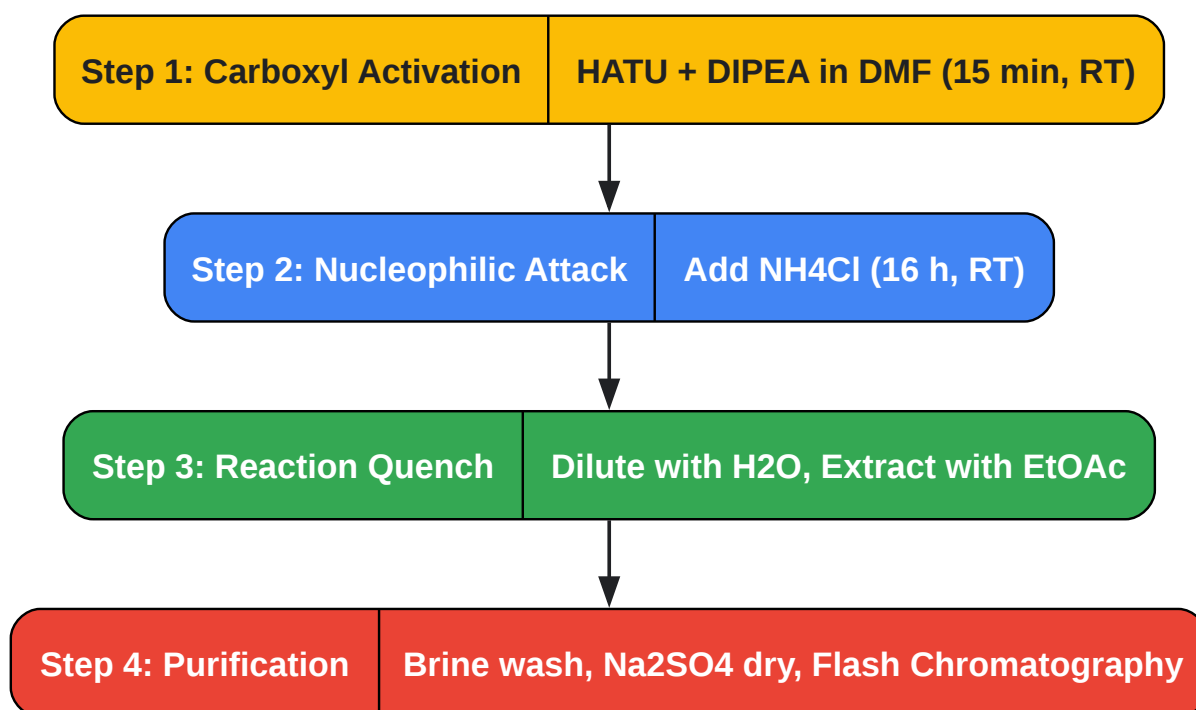 Step 1: Carboxyl Activation
HATU + DIPEA in DMF (15 min, RT)
Step 2: Nucleophilic Attack
Add NH4Cl (16 h, RT)
Step 3: Reaction Quench
Dilute with H2O, Extract with EtOAc
Step 4: Purification
Brine wash, Na2SO4 dry, Flash Chromatography